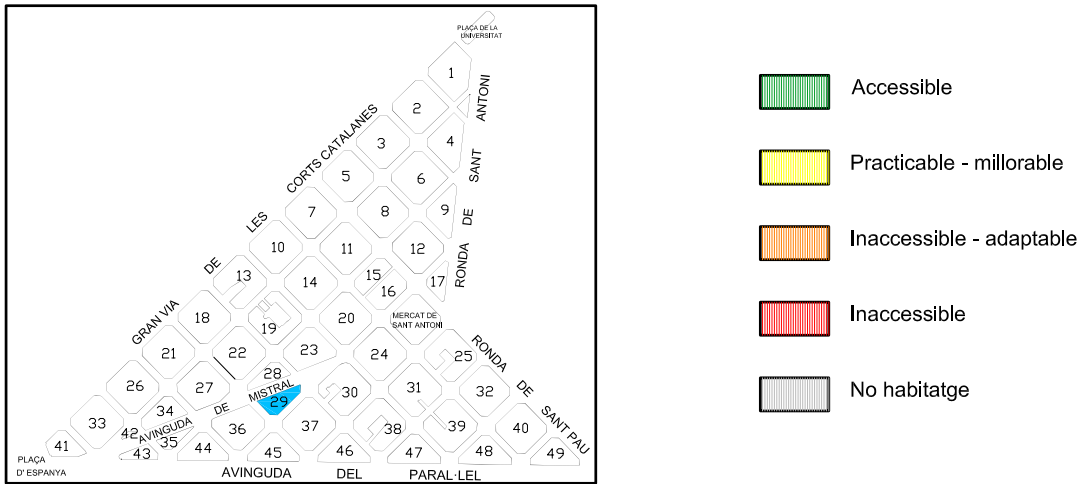 PLAÇA DE LA
UNIVERSITAT
1
2
ANTONI
3
4
CORTS CATALANES
5
6
SANT
7
8
9
LES
DE
10
11
12
DE
13
14
15
16
17
RONDA
18
19
20
MERCAT DE
SANT ANTONI
GRAN VIA
21
22
23
24
25
RONDA
26
27
28
MISTRAL
29
30
31
32
DE
33
34
DE
AVINGUDA
35
36
37
38
39
40
SANT PAU
41
42
43
44
45
46
47
48
49
PLAÇA
D' ESPANYA
AVINGUDA DEL PARAL·LEL
Accessible
Practicable - millorable
Inaccessible - adaptable
Inaccessible
No habitatge